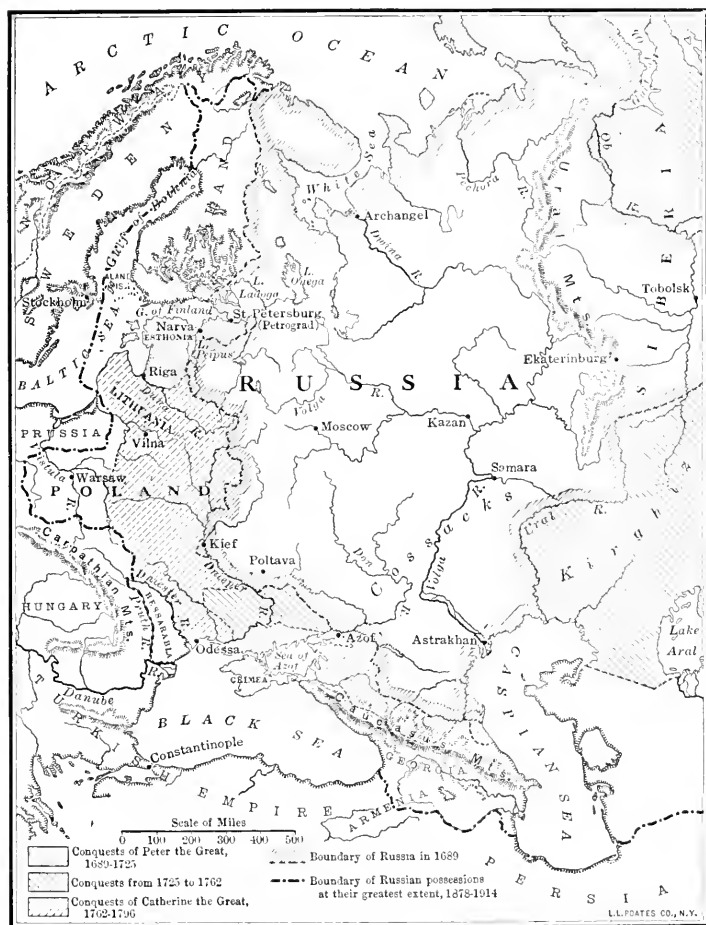 ARCTIC OCEAN
NORWAY
SWEDEN
Gulf of Bothnia
White Sea
Archangel
Dwina R.
Pechora R.
Ural Mts.
Ob R.
SIBERIA
Tobolsk
Ekaterinburg
L. Onega
L. Ladoga
ALAND IS.
Stockholm
G. of Finland
St. Petersburg
(Petrograd)
Narva
ESTHONIA
L. Peipus
BALTIC SEA
Riga
RUSSIA
LITHUANIA
Volga R.
Moscow
Kazan
PRUSSIA
Vilna
Vistula R.
Warsaw
POLAND
Samara
Cossacks
Ural R.
Kirghiz
Kief
Dnieper R.
Poltava
Don R.
Volga R.
Carpathian Mts.
Dniester R.
BESSARABIA
Pruth R.
HUNGARY
Odessa
Azof
Astrakhan
Sea of Azof
CRIMEA
Lake Aral
Danube R.
BLACK SEA
Caucasus Mts.
GEORGIA
CASPIAN SEA
Constantinople
TURKISH EMPIRE
ARMENIA
PERSIA
Scale of Miles
0 100 200 300 400 500
Conquests of Peter the Great,
1689-1725
Conquests from 1725 to 1762
Conquests of Catherine the Great,
1762-1796
Boundary of Russia in 1689
Boundary of Russian possessions
at their greatest extent, 1878-1914
L.L.POATES CO., N.Y.